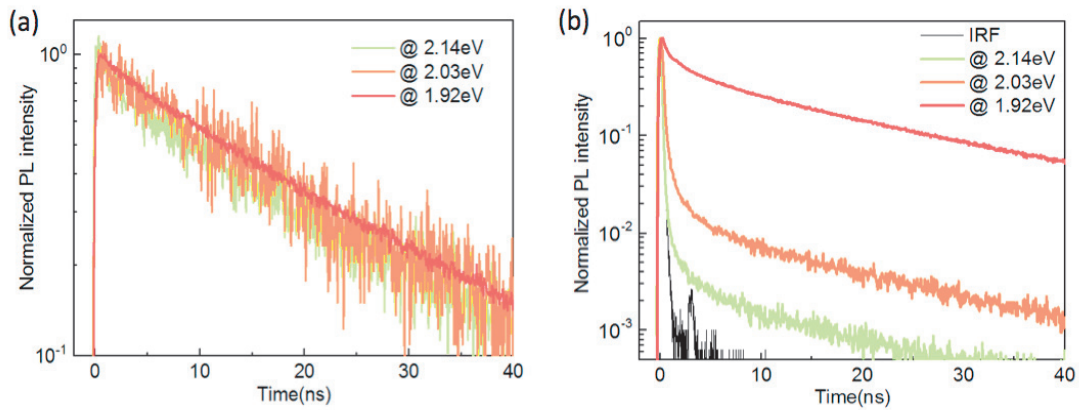 (a)
@ 2.14eV
@ 2.03eV
@ 1.92eV
Normalized PL intensity
10⁰
10⁻¹
0 10 20 30 40
Time(ns)
(b)
IRF
@ 2.14eV
@ 2.03eV
@ 1.92eV
Normalized PL intensity
10⁰
10⁻¹
10⁻²
10⁻³
0 10 20 30 40
Time(ns)